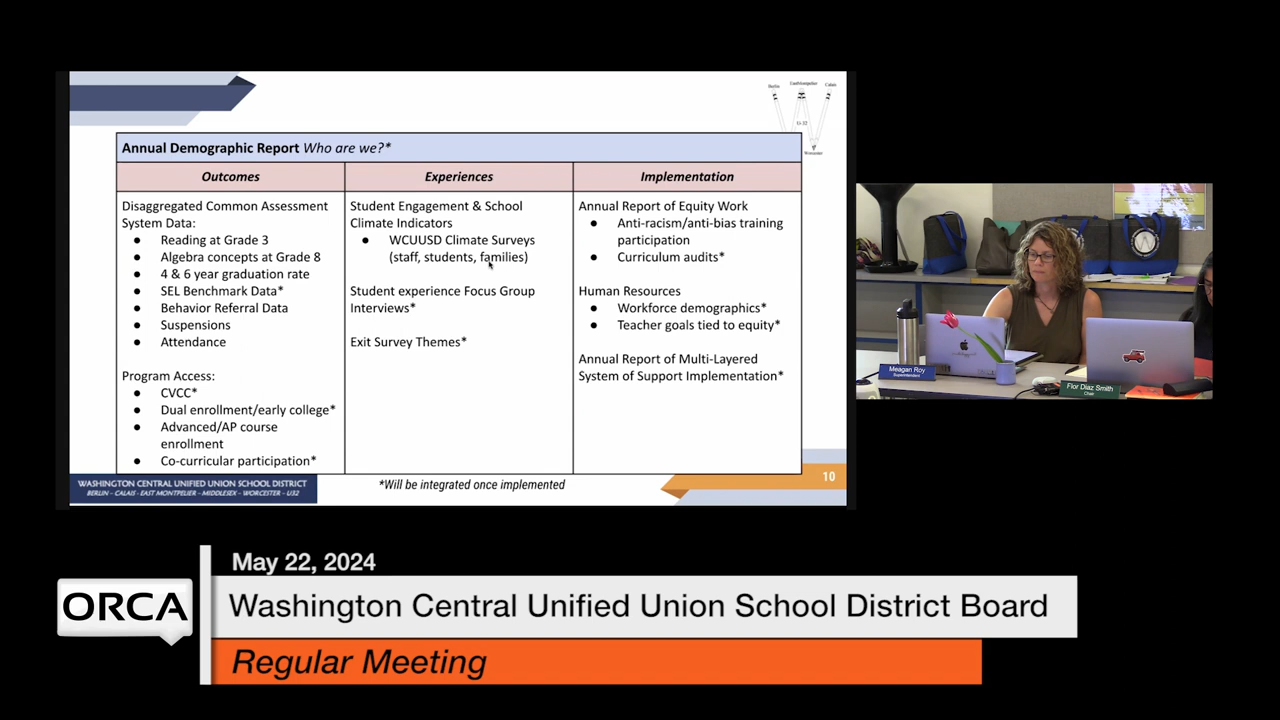 Berlin
Calais
U-32
Worcester
Annual Demographic Report Who are we?*
Outcomes
Experiences
Implementation
Disaggregated Common Assessment
System Data:
● Reading at Grade 3
● Algebra concepts at Grade 8
● 4 & 6 year graduation rate
● SEL Benchmark Data*
● Behavior Referral Data
● Suspensions
● Attendance
Program Access:
● CVCC*
● Dual enrollment/early college*
● Advanced/AP course
enrollment
● Co-curricular participation*
Student Engagement & School
Climate Indicators
● WCUUSD Climate Surveys
(staff, students, families)
Student experience Focus Group
Interviews*
Exit Survey Themes*
Annual Report of Equity Work
● Anti-racism/anti-bias training
participation
● Curriculum audits*
Human Resources
● Workforce demographics*
● Teacher goals tied to equity*
Annual Report of Multi-Layered
System of Support Implementation*
WASHINGTON CENTRAL UNIFIED UNION SCHOOL DISTRICT
BERLIN - CALAIS - EAST MONTPELIER - MIDDLESEX - WORCESTER - U32
*Will be integrated once implemented
10
Meagan Roy
Superintendent
Flor Diaz Smith
Chair
May 22, 2024
ORCA
Washington Central Unified Union School District Board
Regular Meeting